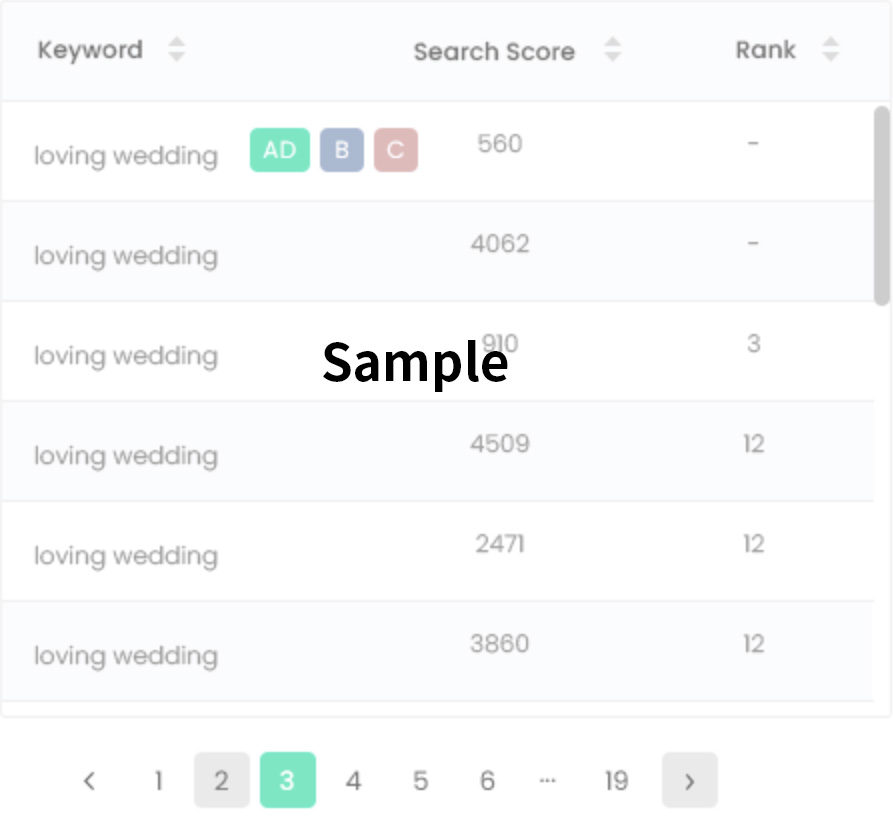 Keyword Search Score Rank
loving wedding AD B C 560 -
loving wedding 4062 -
loving wedding 910 3
Sample
loving wedding 4509 12
loving wedding 2471 12
loving wedding 3860 12
‹ 1 2 3 4 5 6 ··· 19 ›